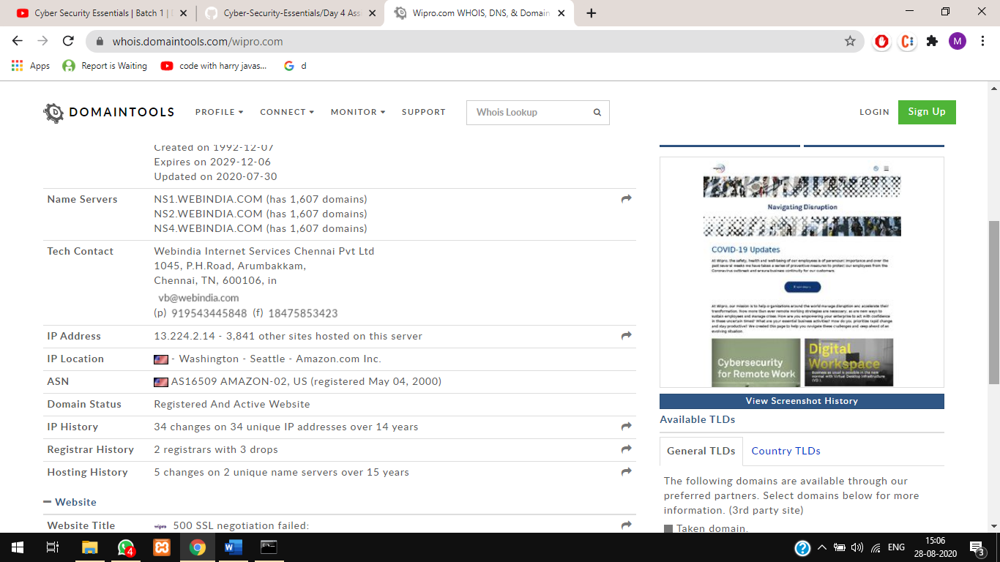 Cyber Security Essentials | Batch 1 |
Cyber-Security-Essentials/Day 4 Ass
Wipro.com WHOIS, DNS, & Domain
whois.domaintools.com/wipro.com
M
Apps
Report is Waiting
code with harry javas...
d
DOMAINTOOLS
PROFILE
CONNECT
MONITOR
SUPPORT
Whois Lookup
LOGIN
Sign Up
Created on 1992-12-07
Expires on 2029-12-06
Updated on 2020-07-30
Name Servers
NS1.WEBINDIA.COM (has 1,607 domains)
NS2.WEBINDIA.COM (has 1,607 domains)
NS4.WEBINDIA.COM (has 1,607 domains)
Tech Contact
Webindia Internet Services Chennai Pvt Ltd
1045, P.H.Road, Arumbakkam,
Chennai, TN, 600106, in
vb@webindia.com
(p) 919543445848 (f) 18475853423
IP Address
13.224.2.14 - 3,841 other sites hosted on this server
IP Location
- Washington - Seattle - Amazon.com Inc.
ASN
AS16509 AMAZON-02, US (registered May 04, 2000)
Domain Status
Registered And Active Website
IP History
34 changes on 34 unique IP addresses over 14 years
Registrar History
2 registrars with 3 drops
Hosting History
5 changes on 2 unique name servers over 15 years
Website
Website Title
wipro 500 SSL negotiation failed:
wipro
Navigating Disruption
COVID-19 Updates
At Wipro, the safety, health and well-being of our employees is of paramount importance and over the
past several weeks we have taken a series of preventive measures to protect our employees from the
Coronavirus outbreak and ensure business continuity for our customers.
At Wipro, our mission is to help organizations around the world manage disruption and accelerate their
transformation. Now more than ever remote working strategies are necessary, as are new ways to
sustain employees and manage crises. How are you empowering your enterprise to act with confidence
in these uncertain times? What are your essential business activities? How do you prioritize rapid change
and stay productive? We created this page to help you navigate these challenges and keep ahead of an
evolving situation.
Cybersecurity
for Remote Work
Digital
Workspace
Business as usual is possible in the new
normal with Virtual Desktop Infrastructure
(VDI)
View Screenshot History
Available TLDs
General TLDs
Country TLDs
The following domains are available through our
preferred partners. Select domains below for more
information. (3rd party site)
Taken domain.
4
ENG
15:06
28-08-2020
3